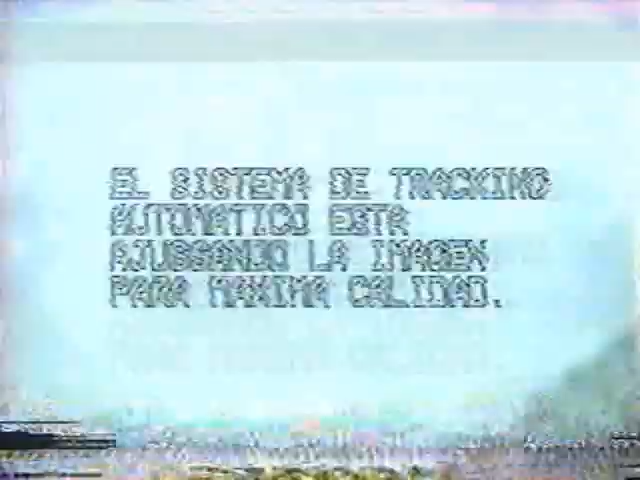 EL SISTEMA DE TRACKING
AUTOMATICO ESTA
AJUSTANDO LA IMAGEN
PARA MAXIMA CALIDAD.